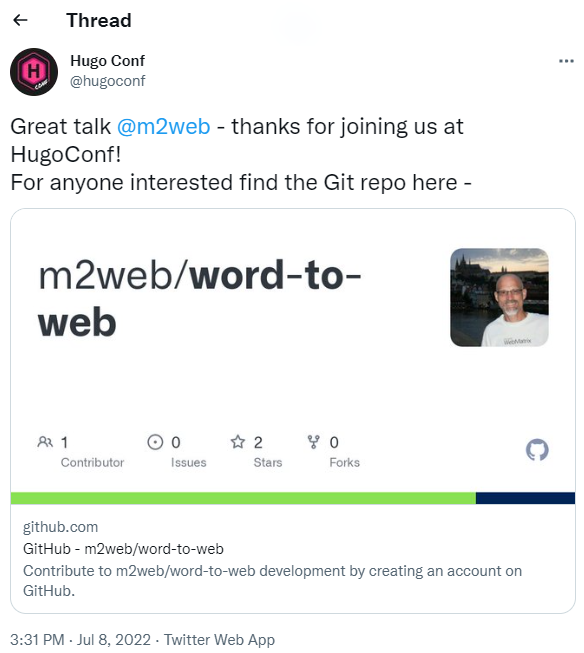 Thread
Hugo Conf
@hugoconf
Great talk @m2web - thanks for joining us at
HugoConf!
For anyone interested find the Git repo here -
m2web/word-to-
web
WebMatrix
1 0 2 0
Contributor Issues Stars Forks
github.com
GitHub - m2web/word-to-web
Contribute to m2web/word-to-web development by creating an account on
GitHub.
3:31 PM · Jul 8, 2022 · Twitter Web App